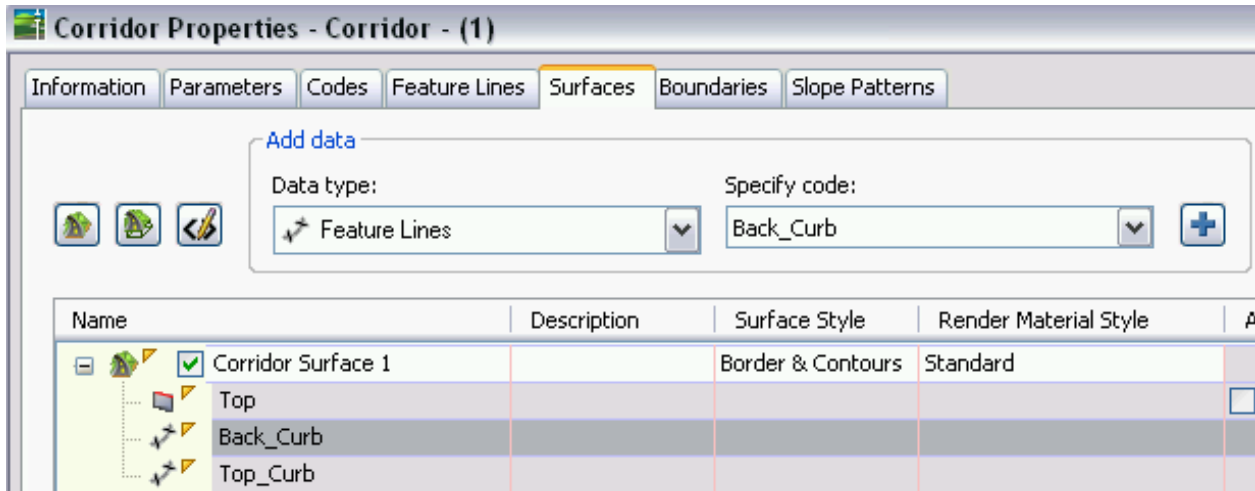 Corridor Properties - Corridor - (1)
Information Parameters Codes Feature Lines Surfaces Boundaries Slope Patterns
Add data
Data type: Specify code:
Feature Lines Back_Curb
Name Description Surface Style Render Material Style A
Corridor Surface 1 Border & Contours Standard
Top
Back_Curb
Top_Curb